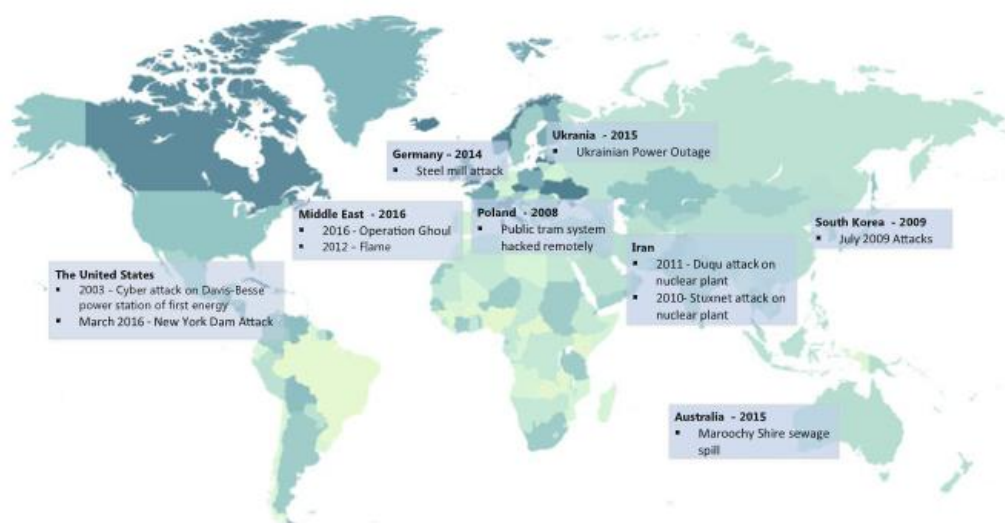 Ukrania - 2015
▪ Ukrainian Power Outage
Germany - 2014
▪ Steel mill attack
Middle East - 2016
▪ 2016 - Operation Ghoul
▪ 2012 - Flame
Poland - 2008
▪ Public tram system
hacked remotely
South Korea - 2009
▪ July 2009 Attacks
Iran
▪ 2011 - Duqu attack on
nuclear plant
▪ 2010- Stuxnet attack on
nuclear plant
The United States
▪ 2003 - Cyber attack on Davis-Besse
power station of first energy
▪ March 2016 - New York Dam Attack
Australia - 2015
▪ Maroochy Shire sewage
spill